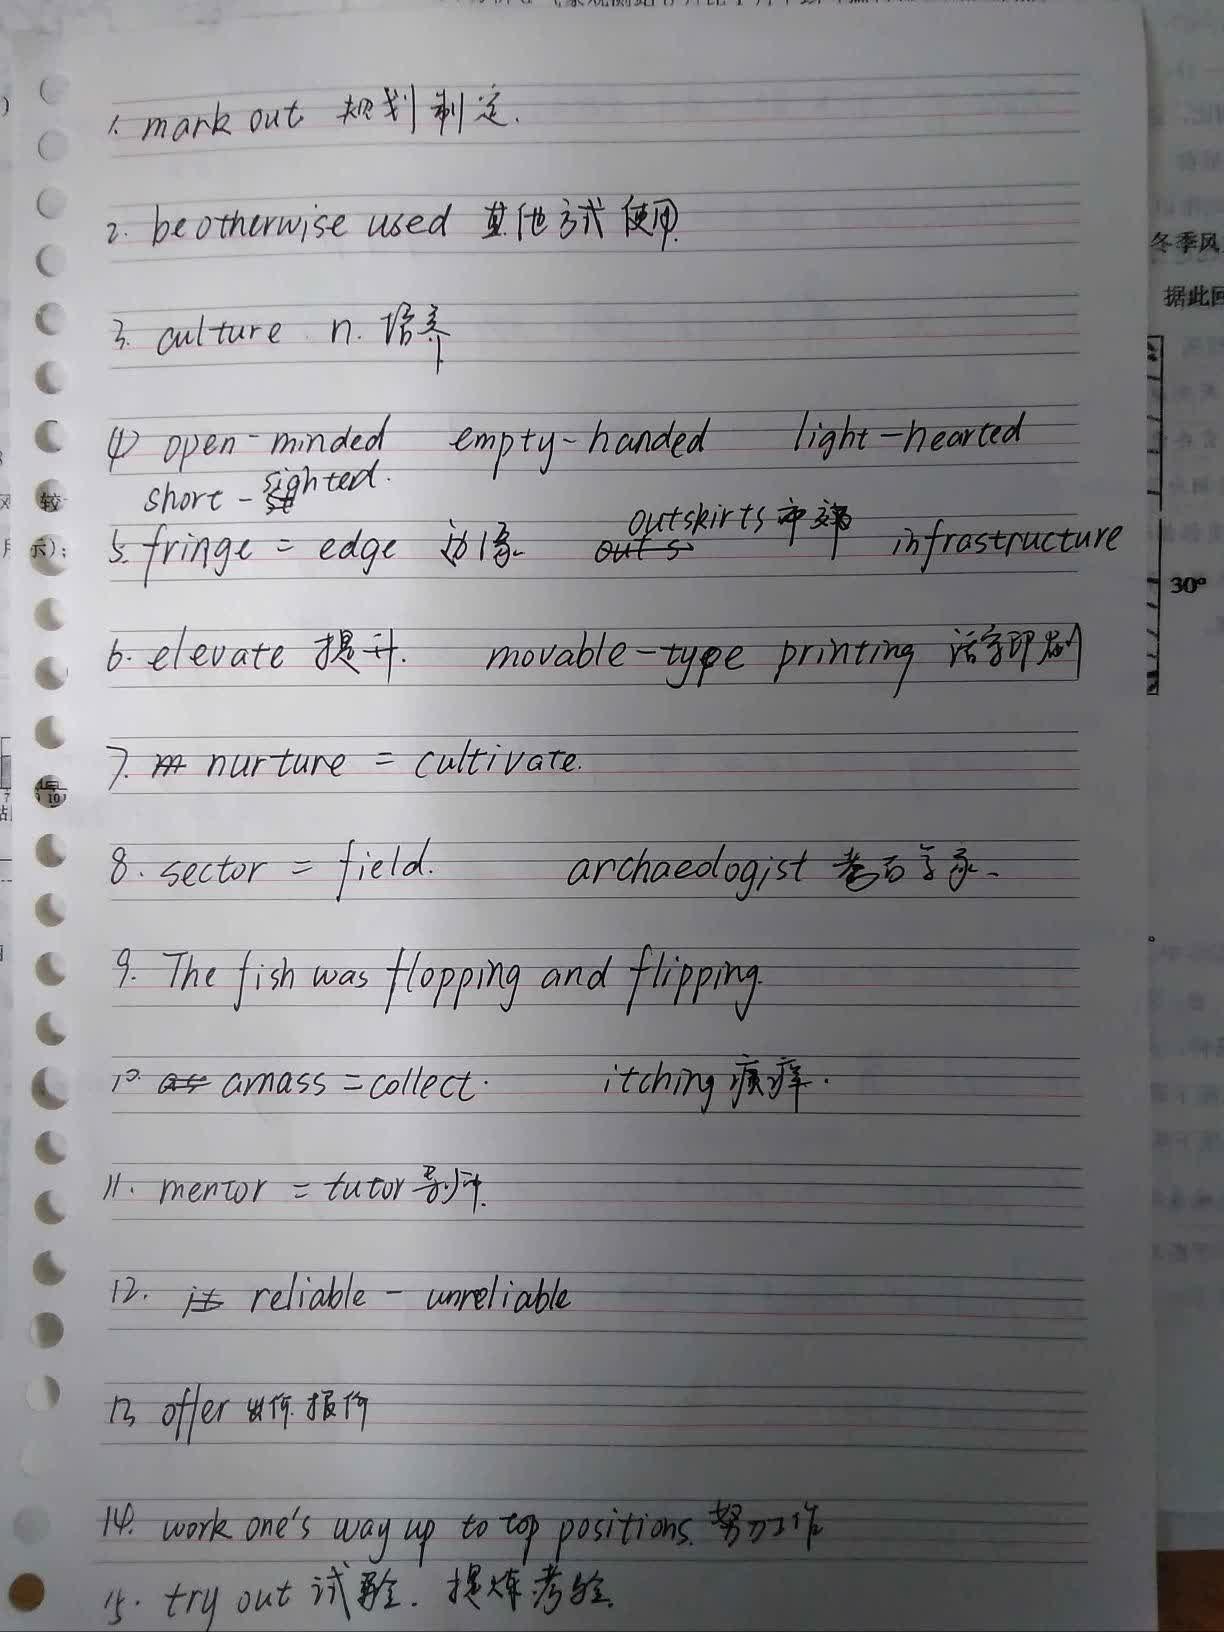 1. mark out. 规划 制定.
2. be otherwise used 其他方式使用.
3. culture n. 培养
④ open-minded empty-handed light-hearted
short-sighted.
5. fringe = edge 边缘 outskirts 市郊 infrastructure
6. elevate 提升. movable-type printing 活字印刷
7. nurture = cultivate.
8. sector = field. archaeologist 考古学家
9. The fish was flopping and flipping.
10. amass = collect. itching 瘙痒.
11. mentor = tutor 导师
12. reliable - unreliable
13. offer 出价. 报价
14. work one's way up to top positions. 努力工作
15. try out 试验. 提炼 考验.
冬季风
据此回
30°
较
示);